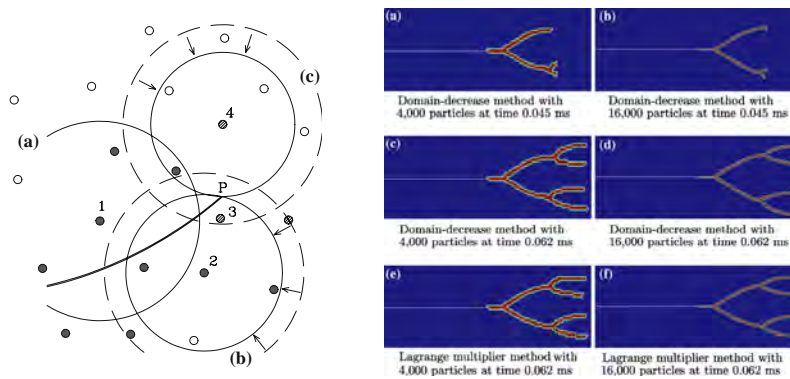 (a)
(b)
(c)
1
2
3
4
P
(a)
(b)
Domain-decrease method with
4,000 particles at time 0.045 ms
Domain-decrease method with
16,000 particles at time 0.045 ms
(c)
(d)
Domain-decrease method with
4,000 particles at time 0.062 ms
Domain-decrease method with
16,000 particles at time 0.062 ms
(e)
(f)
Lagrange multiplier method with
4,000 particles at time 0.062 ms
Lagrange multiplier method with
16,000 particles at time 0.062 ms